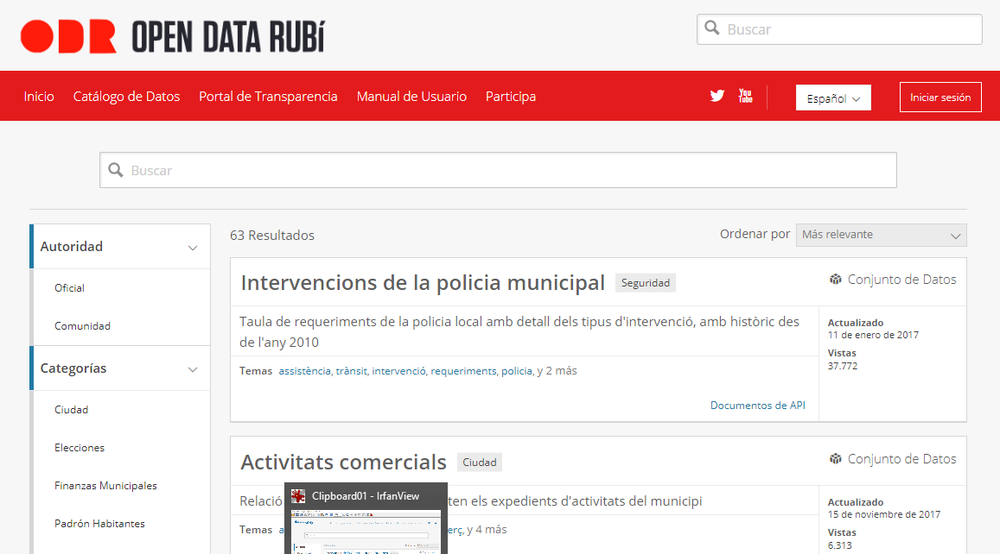 ODR OPEN DATA RUBÍ
Buscar
Inicio Catálogo de Datos Portal de Transparencia Manual de Usuario Participa
You Tube
Español
Iniciar sesión
Buscar
Autoridad
Oficial
Comunidad
Categorías
Ciudad
Elecciones
Finanzas Municipales
Padrón Habitantes
63 Resultados
Ordenar por Más relevante
Intervencions de la policia municipal Seguridad
Conjunto de Datos
Taula de requeriments de la policia local amb detall dels tipus d'intervenció, amb històric des
de l'any 2010
Temas assistència, trànsit, intervenció, requeriments, policia, y 2 más
Documentos de API
Actualizado
11 de enero de 2017
Vistas
37.772
Activitats comercials Ciudad
Conjunto de Datos
Relació ten els expedients d'activitats del municipi
Temas a erç, y 4 más
Actualizado
15 de noviembre de 2017
Vistas
6.313
Clipboard01 - IrfanView